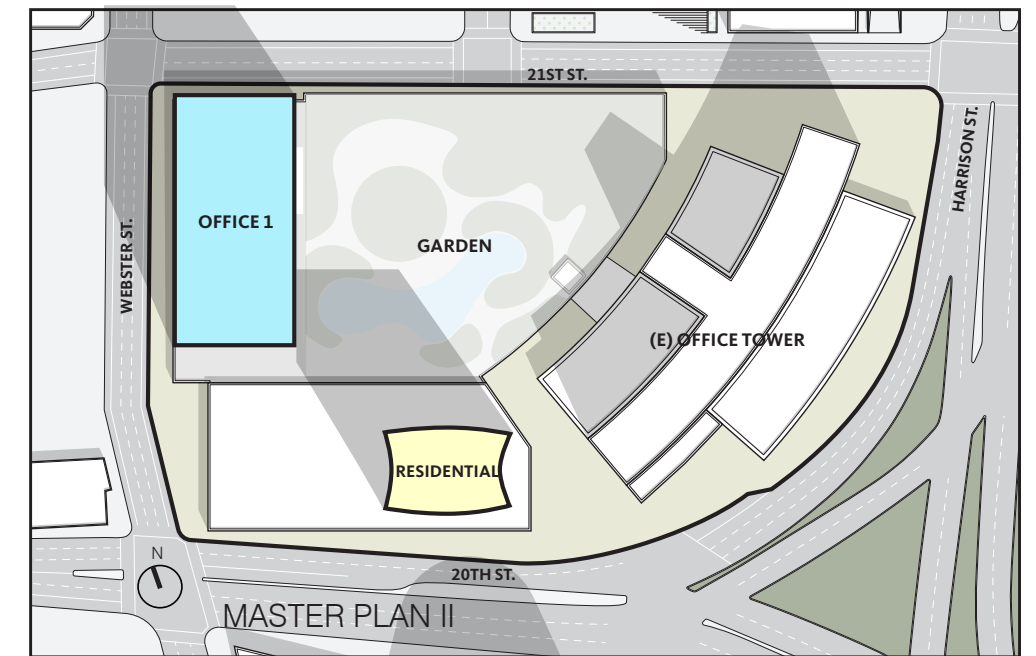 21ST ST.
HARRISON ST.
OFFICE 1
WEBSTER ST.
GARDEN
(E) OFFICE TOWER
RESIDENTIAL
N
20TH ST.
MASTER PLAN II